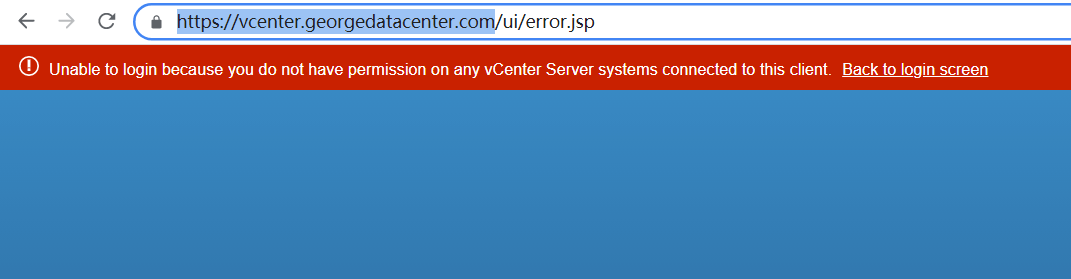 https://vcenter.georgedatacenter.com/ui/error.jsp
Unable to login because you do not have permission on any vCenter Server systems connected to this client. Back to login screen